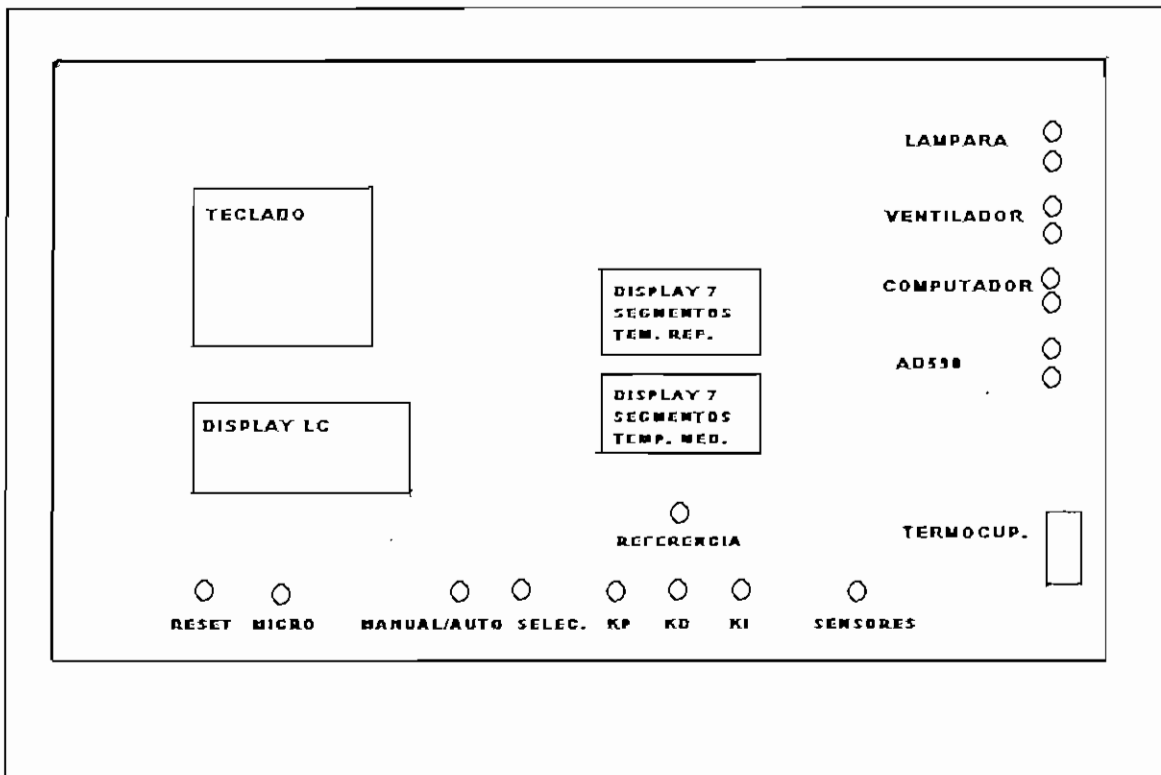 LAMPARA
TECLADO
VENTILADOR
COMPUTADOR
DISPLAY 7
SEGMENTOS
TEM. REF.
AD590
DISPLAY 7
SEGMENTOS
TEMP. MED.
DISPLAY LC
REFERENCIA
TERMOCUP.
RESET MICRO MANUAL/AUTO SELEC. KP KD KI SENSORES